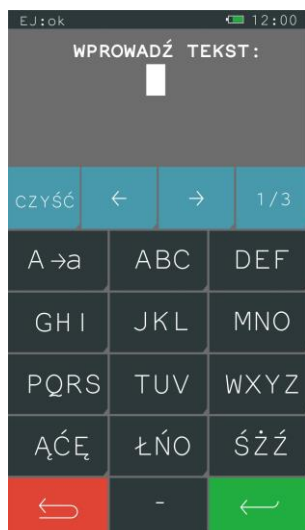 EJ:ok 12:00
WPROWADŹ TEKST:
CZYŚĆ ← → 1/3
A→a ABC DEF
GHI JKL MNO
PQRS TUV WXYZ
ĄĆĘ ŁŃO ŚŻŹ
-